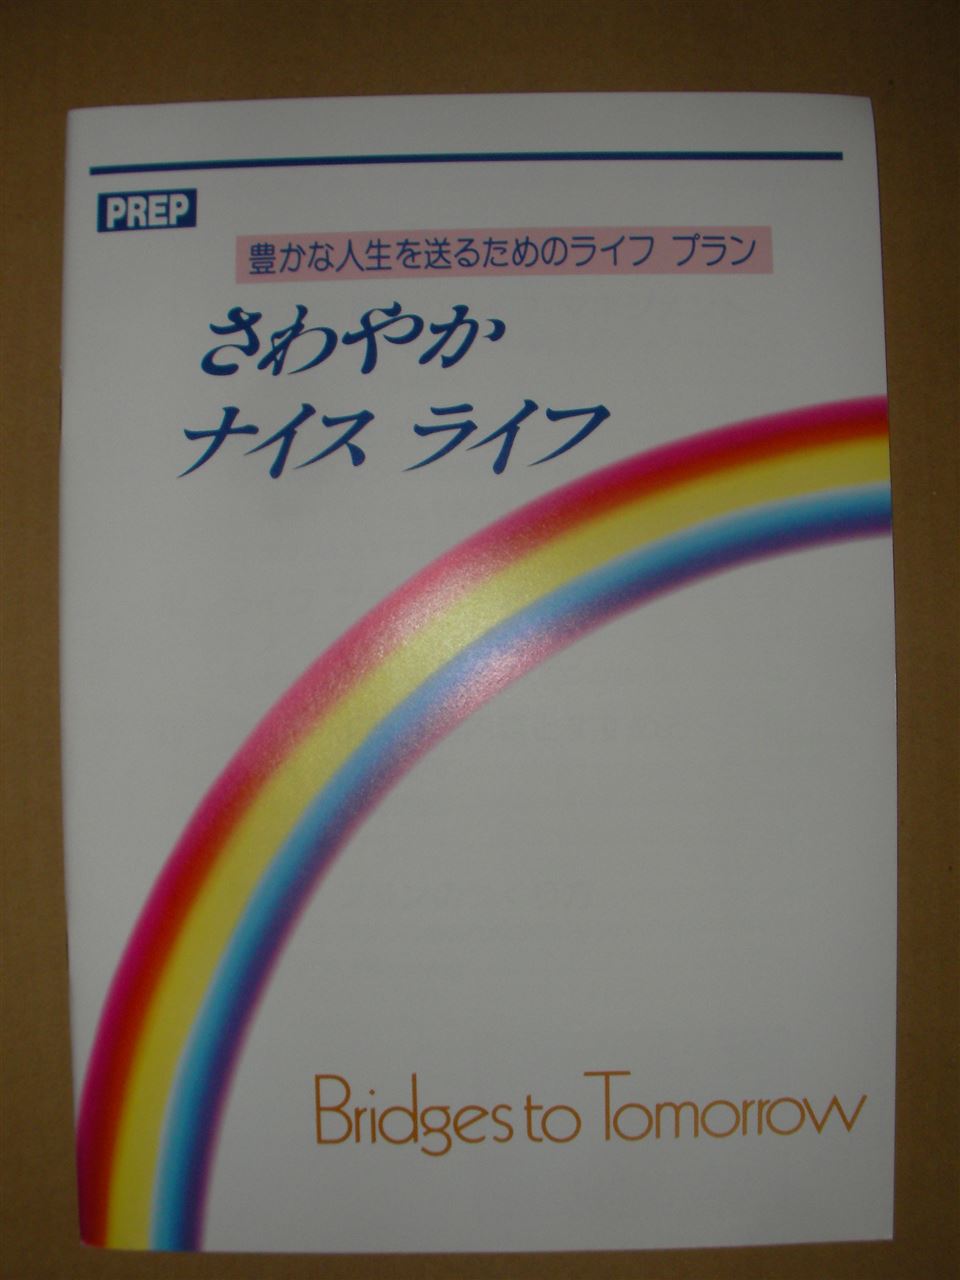 PREP
豊かな人生を送るためのライフ プラン
さわやか
ナイス ライフ
Bridges to Tomorrow